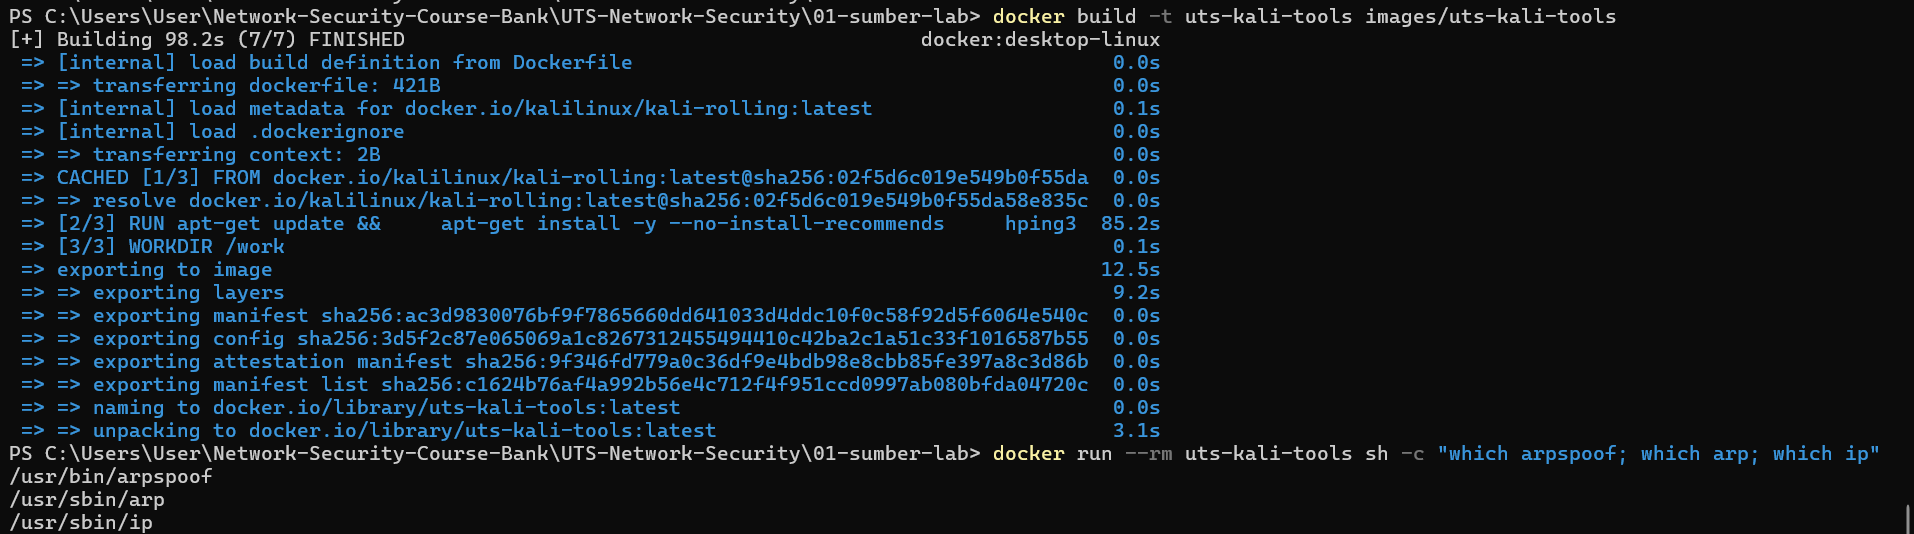 PS C:\Users\User\Network-Security-Course-Bank\UTS-Network-Security\01-sumber-lab> docker build -t uts-kali-tools images/uts-kali-tools
[+] Building 98.2s (7/7) FINISHED docker:desktop-linux
=> [internal] load build definition from Dockerfile 0.0s
=> => transferring dockerfile: 421B 0.0s
=> [internal] load metadata for docker.io/kalilinux/kali-rolling:latest 0.1s
=> [internal] load .dockerignore 0.0s
=> => transferring context: 2B 0.0s
=> CACHED [1/3] FROM docker.io/kalilinux/kali-rolling:latest@sha256:02f5d6c019e549b0f55da 0.0s
=> => resolve docker.io/kalilinux/kali-rolling:latest@sha256:02f5d6c019e549b0f55da58e835c 0.0s
=> [2/3] RUN apt-get update && apt-get install -y --no-install-recommends hping3 85.2s
=> [3/3] WORKDIR /work 0.1s
=> exporting to image 12.5s
=> => exporting layers 9.2s
=> => exporting manifest sha256:ac3d9830076bf9f7865660dd641033d4ddc10f0c58f92d5f6064e540c 0.0s
=> => exporting config sha256:3d5f2c87e065069a1c8267312455494410c42ba2c1a51c33f1016587b55 0.0s
=> => exporting attestation manifest sha256:9f346fd779a0c36df9e4bdb98e8cbb85fe397a8c3d86b 0.0s
=> => exporting manifest list sha256:c1624b76af4a992b56e4c712f4f951ccd0997ab080bfda04720c 0.0s
=> => naming to docker.io/library/uts-kali-tools:latest 0.0s
=> => unpacking to docker.io/library/uts-kali-tools:latest 3.1s
PS C:\Users\User\Network-Security-Course-Bank\UTS-Network-Security\01-sumber-lab> docker run --rm uts-kali-tools sh -c "which arpspoof; which arp; which ip"
/usr/bin/arpspoof
/usr/sbin/arp
/usr/sbin/ip